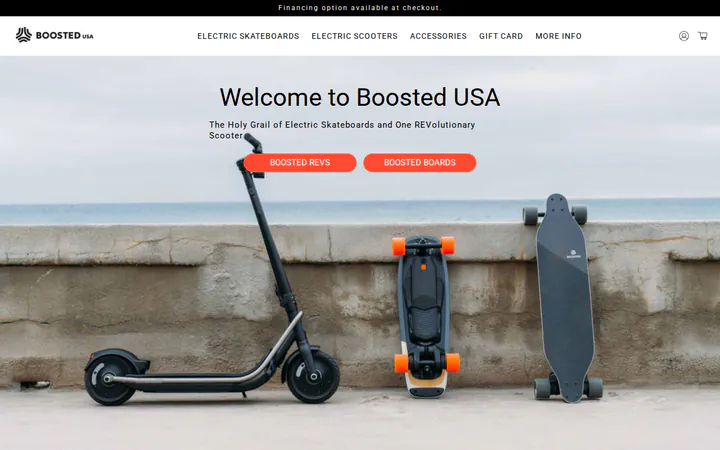 Financing option available at checkout.
BOOSTED USA
ELECTRIC SKATEBOARDS
ELECTRIC SCOOTERS
ACCESSORIES
GIFT CARD
MORE INFO
Welcome to Boosted USA
The Holy Grail of Electric Skateboards and One REVolutionary
Scooter
BOOSTED REVS
BOOSTED BOARDS